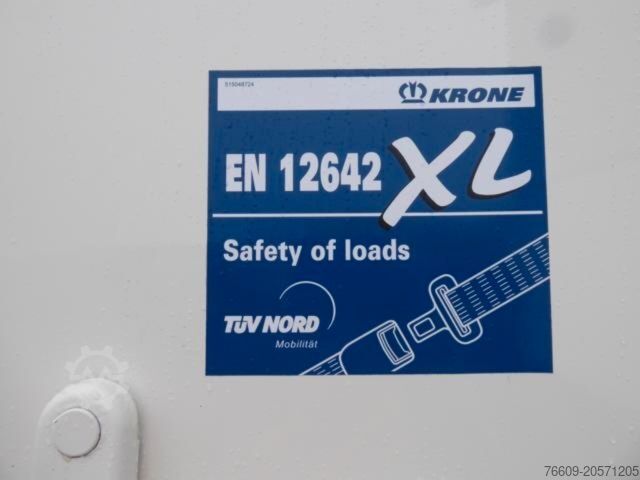 515048724
KRONE
EN 12642 XL
Safety of loads
TÜV NORD
Mobilität
76609-20571205